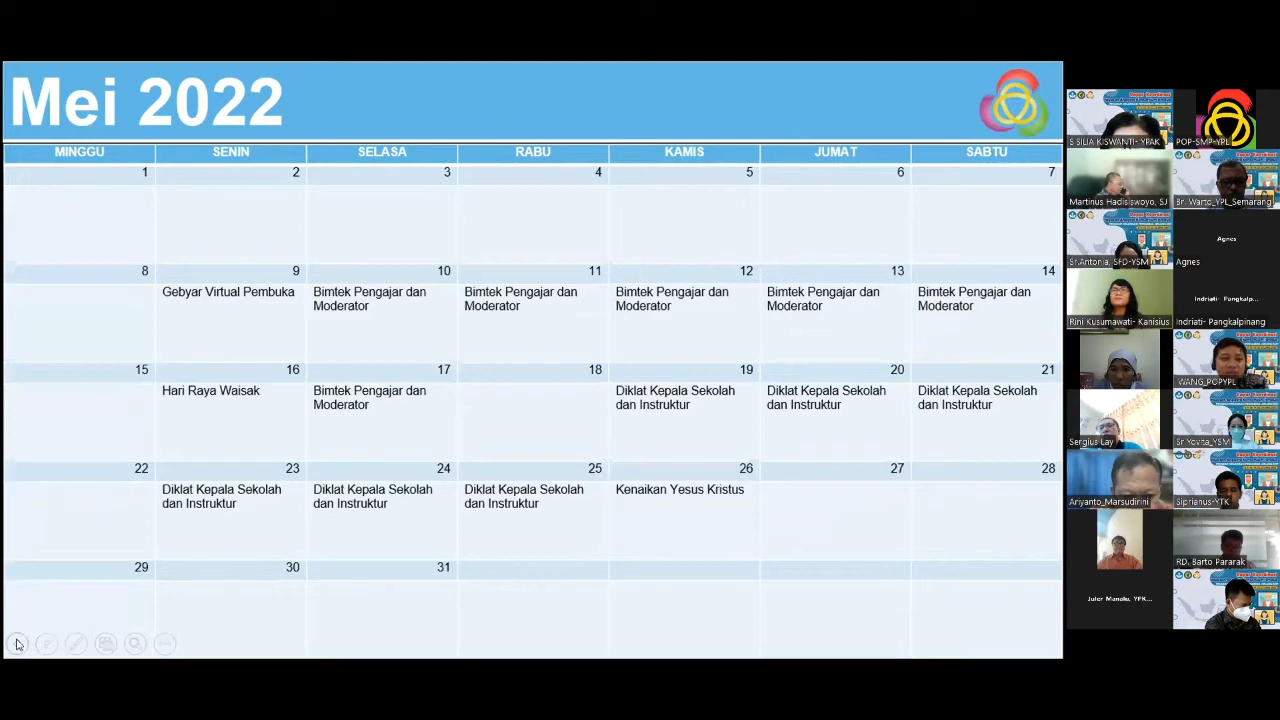 Mei 2022
MINGGU SENIN SELASA RABU KAMIS JUMAT SABTU
1 2 3 4 5 6 7
8 9 10 11 12 13 14
Gebyar Virtual Pembuka
Bimtek Pengajar dan
Moderator
Bimtek Pengajar dan
Moderator
Bimtek Pengajar dan
Moderator
Bimtek Pengajar dan
Moderator
Bimtek Pengajar dan
Moderator
15 16 17 18 19 20 21
Hari Raya Waisak
Bimtek Pengajar dan
Moderator
Diklat Kepala Sekolah
dan Instruktur
Diklat Kepala Sekolah
dan Instruktur
Diklat Kepala Sekolah
dan Instruktur
22 23 24 25 26 27 28
Diklat Kepala Sekolah
dan Instruktur
Diklat Kepala Sekolah
dan Instruktur
Diklat Kepala Sekolah
dan Instruktur
Kenaikan Yesus Kristus
29 30 31
S SILIA KISWANTI- YPAK
POP-SMP-YPL
Martinus Hadisiswoyo, SJ
Br. Warto_YPL_Semarang
Sr.Antonia, SFD-YSM
Agnes
Agnes
Rini Kusumawati- Kanisius
Indriati- Pangkalp...
Indriati- Pangkalpinang
WANG_POPYPL
Sergius Lay
Sr Yovita_YSM
Ariyanto_Marsudirini
Siprianus-YTK
RD. Barto Pararak
Juler Manalu, YPK...